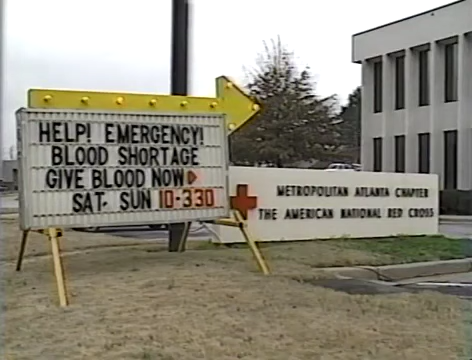 HELP! EMERGENCY!
BLOOD SHORTAGE
GIVE BLOOD NOW
SAT- SUN 10-330
METROPOLITAN ATLANTA CHAPTER
THE AMERICAN NATIONAL RED CROSS